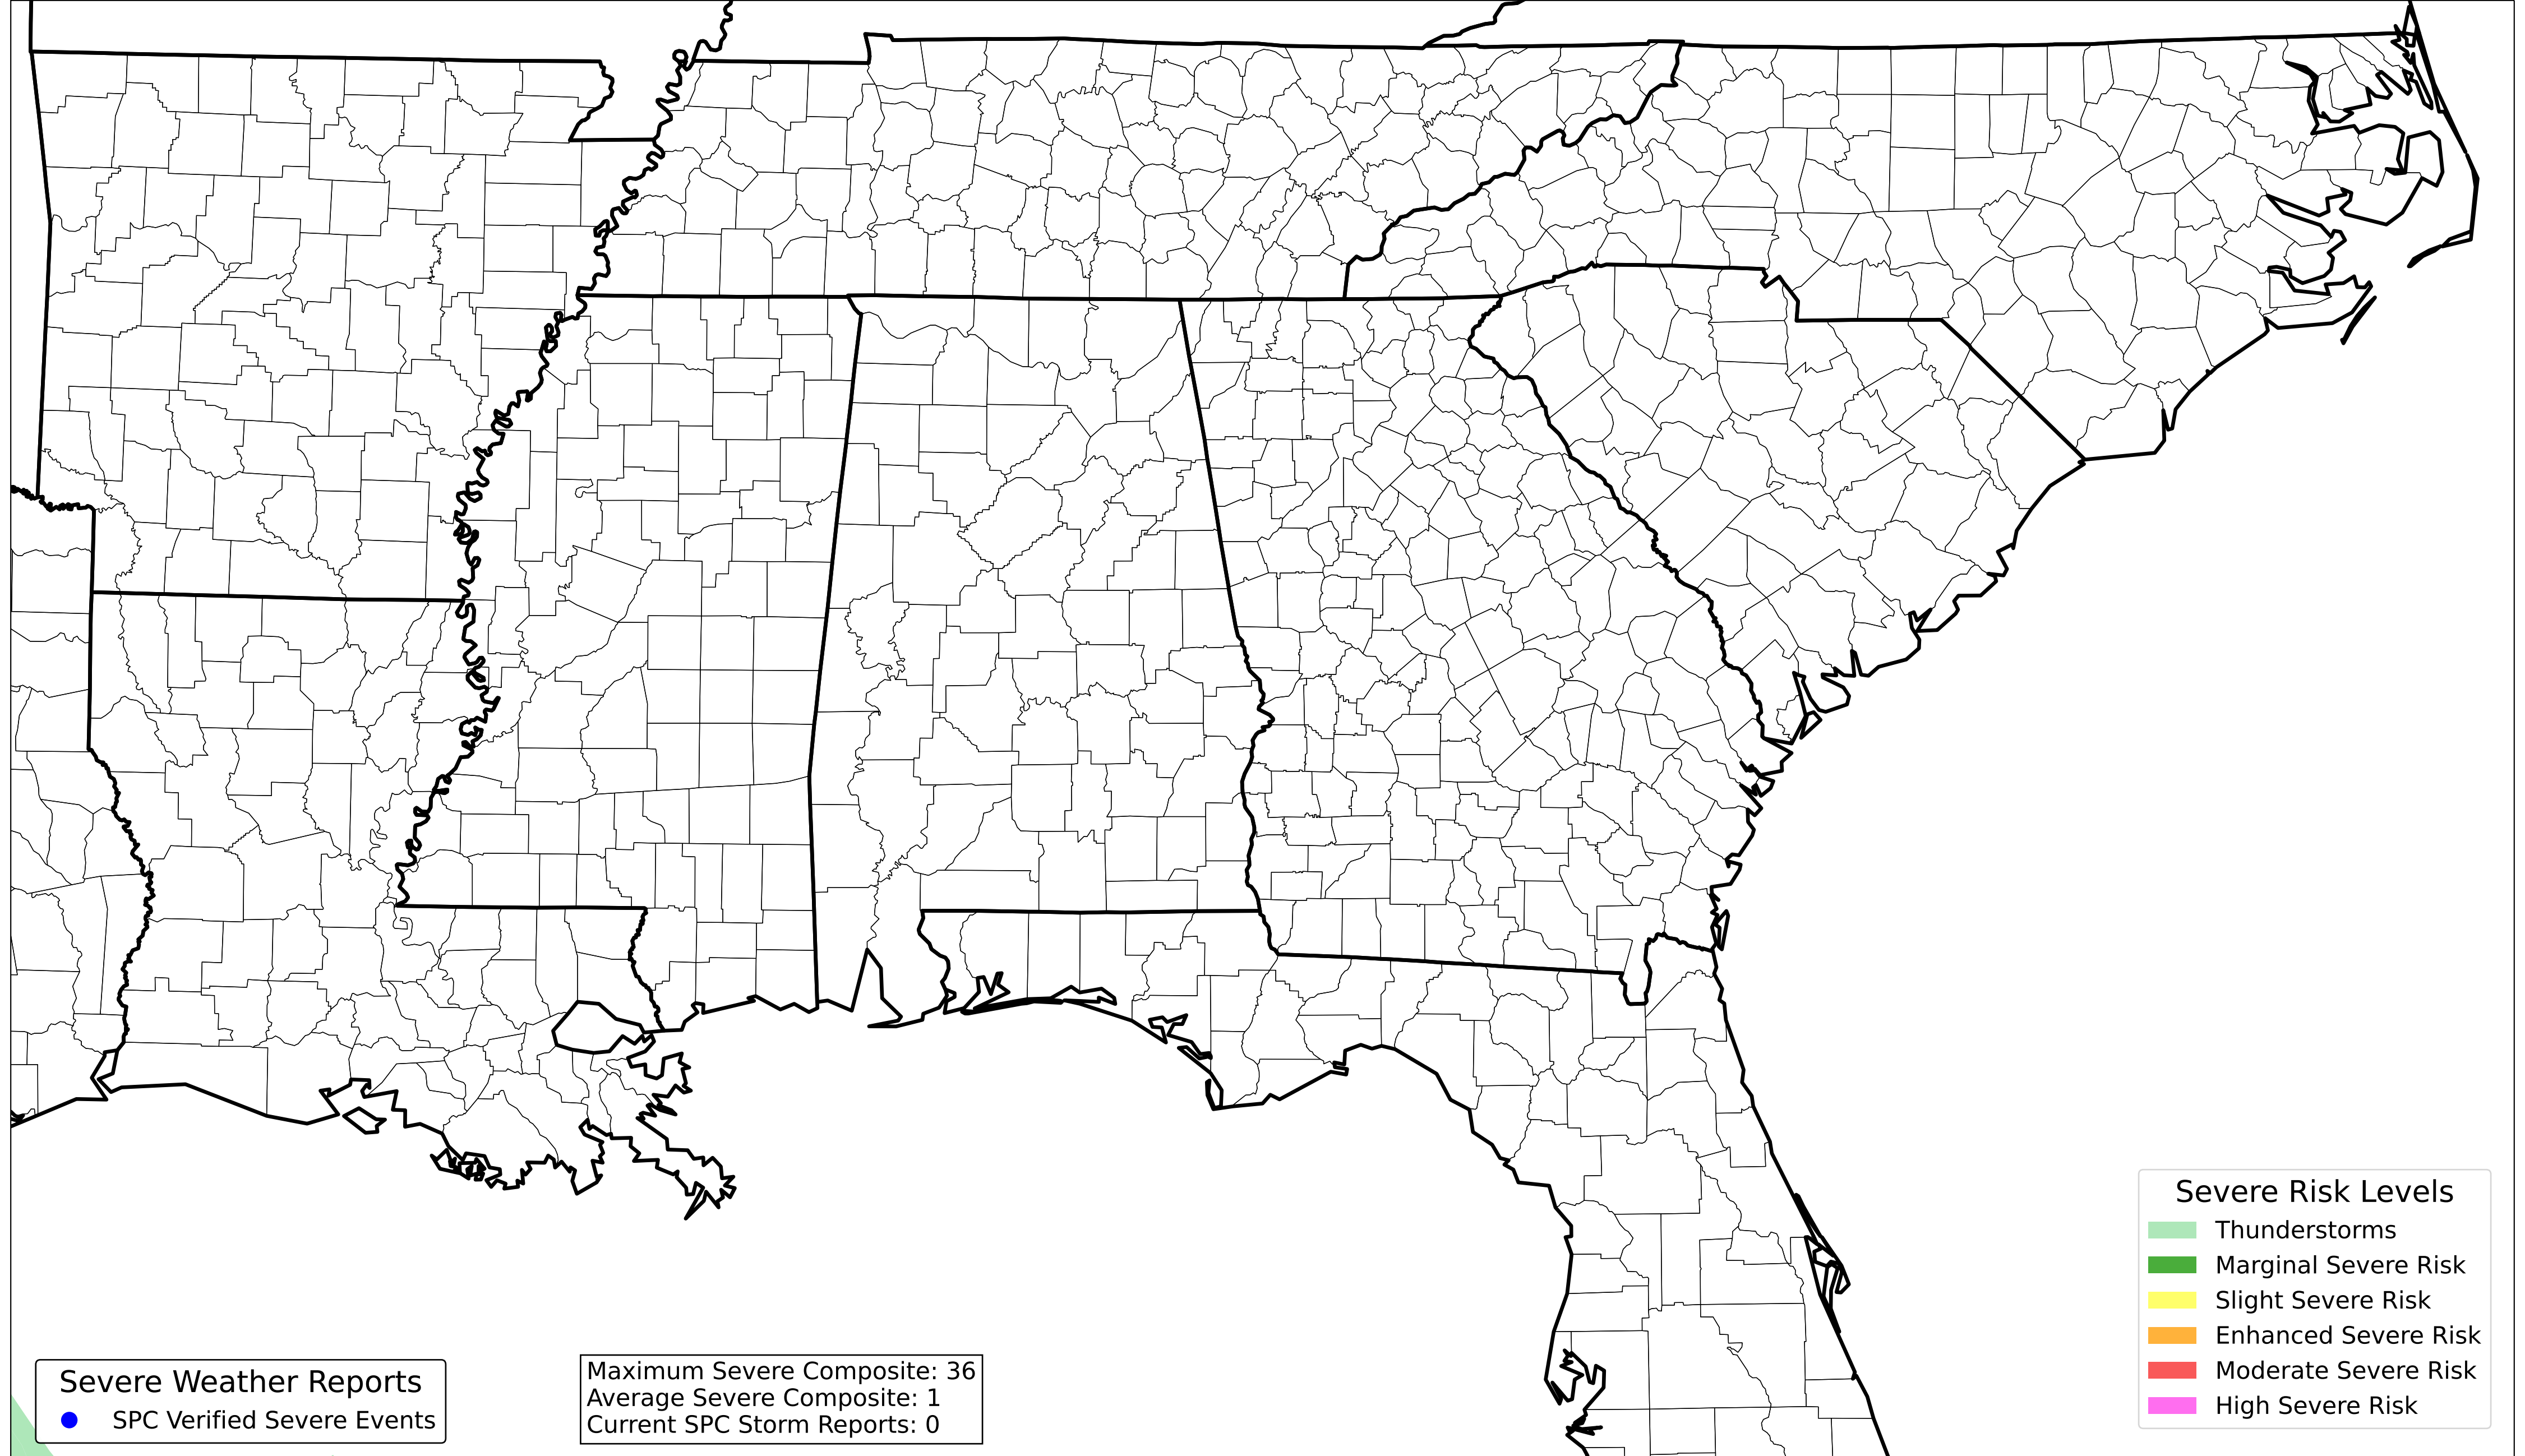 Severe Weather Reports
SPC Verified Severe Events
Maximum Severe Composite: 36
Average Severe Composite: 1
Current SPC Storm Reports: 0
Severe Risk Levels
Thunderstorms
Marginal Severe Risk
Slight Severe Risk
Enhanced Severe Risk
Moderate Severe Risk
High Severe Risk